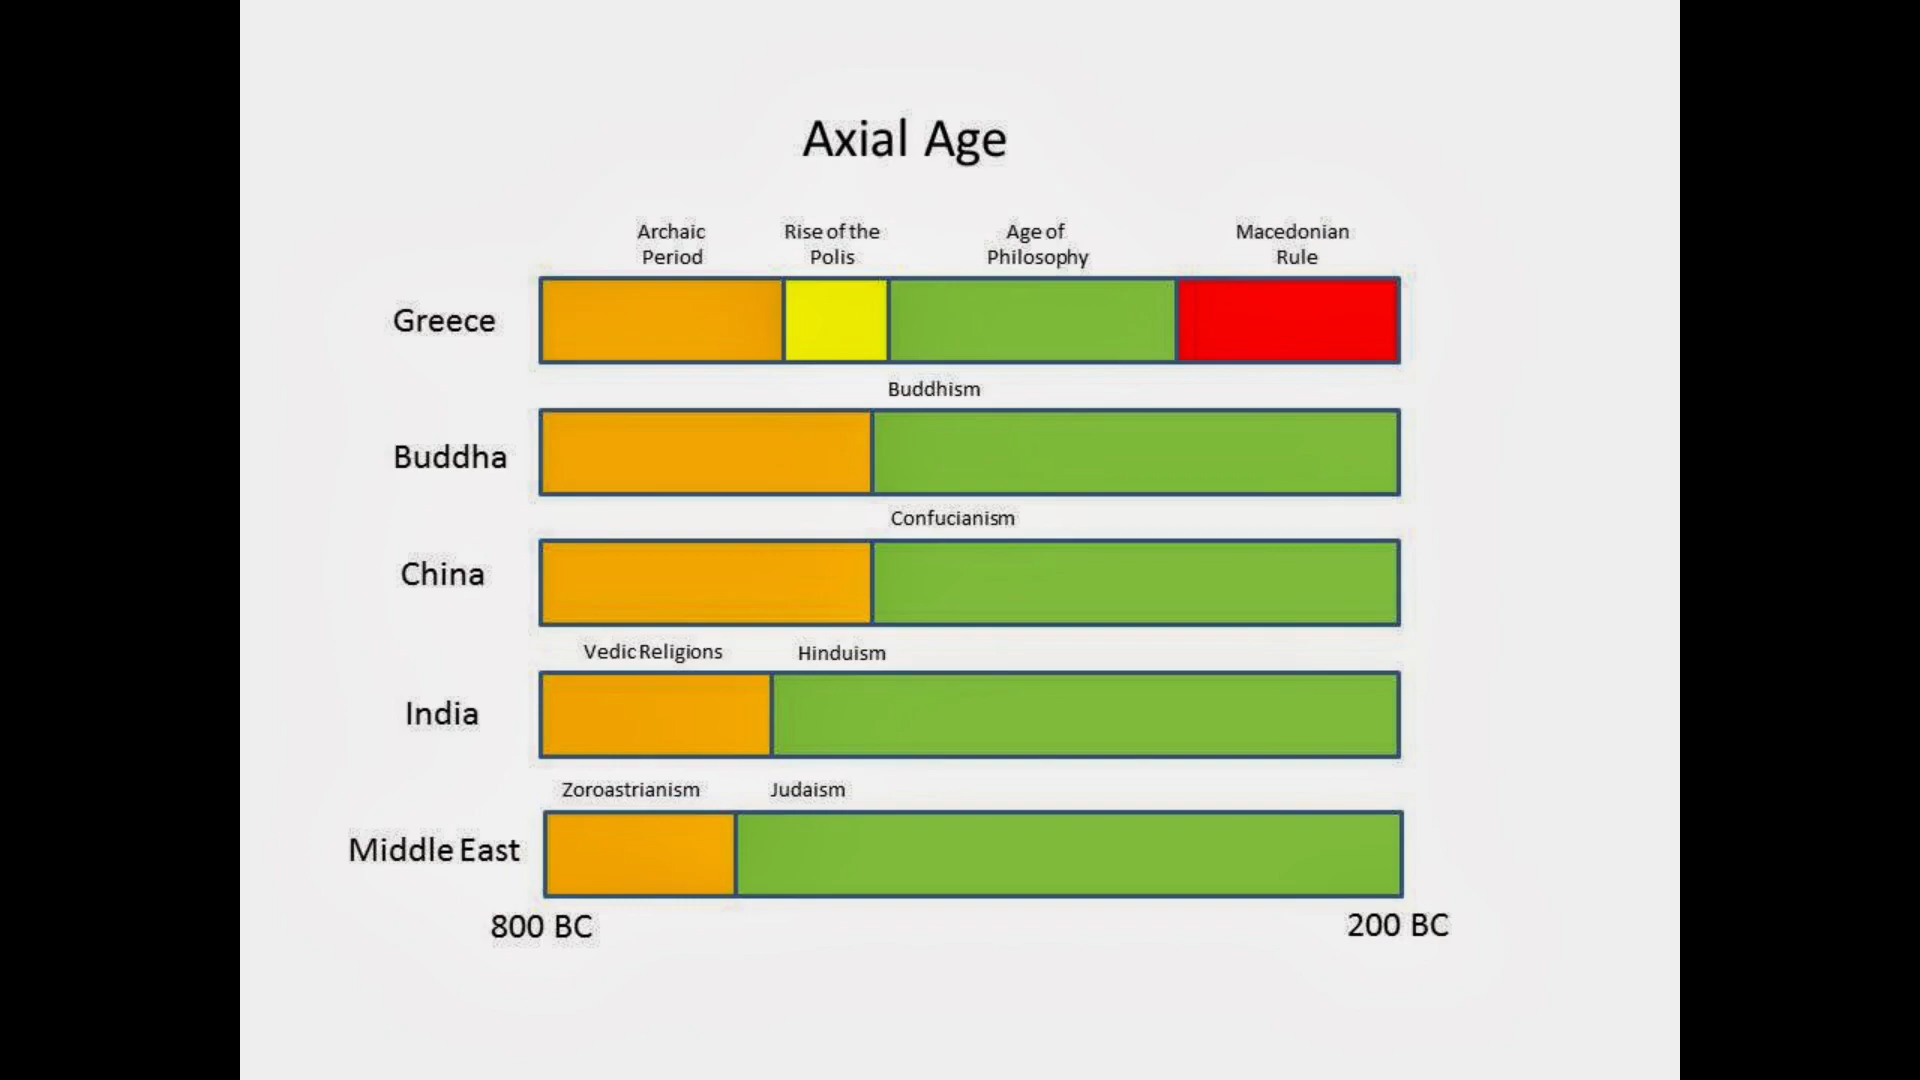 Axial Age
Archaic
Period
Rise of the
Polis
Age of
Philosophy
Macedonian
Rule
Greece
Buddhism
Buddha
Confucianism
China
Vedic Religions
Hinduism
India
Zoroastrianism
Judaism
Middle East
800 BC
200 BC